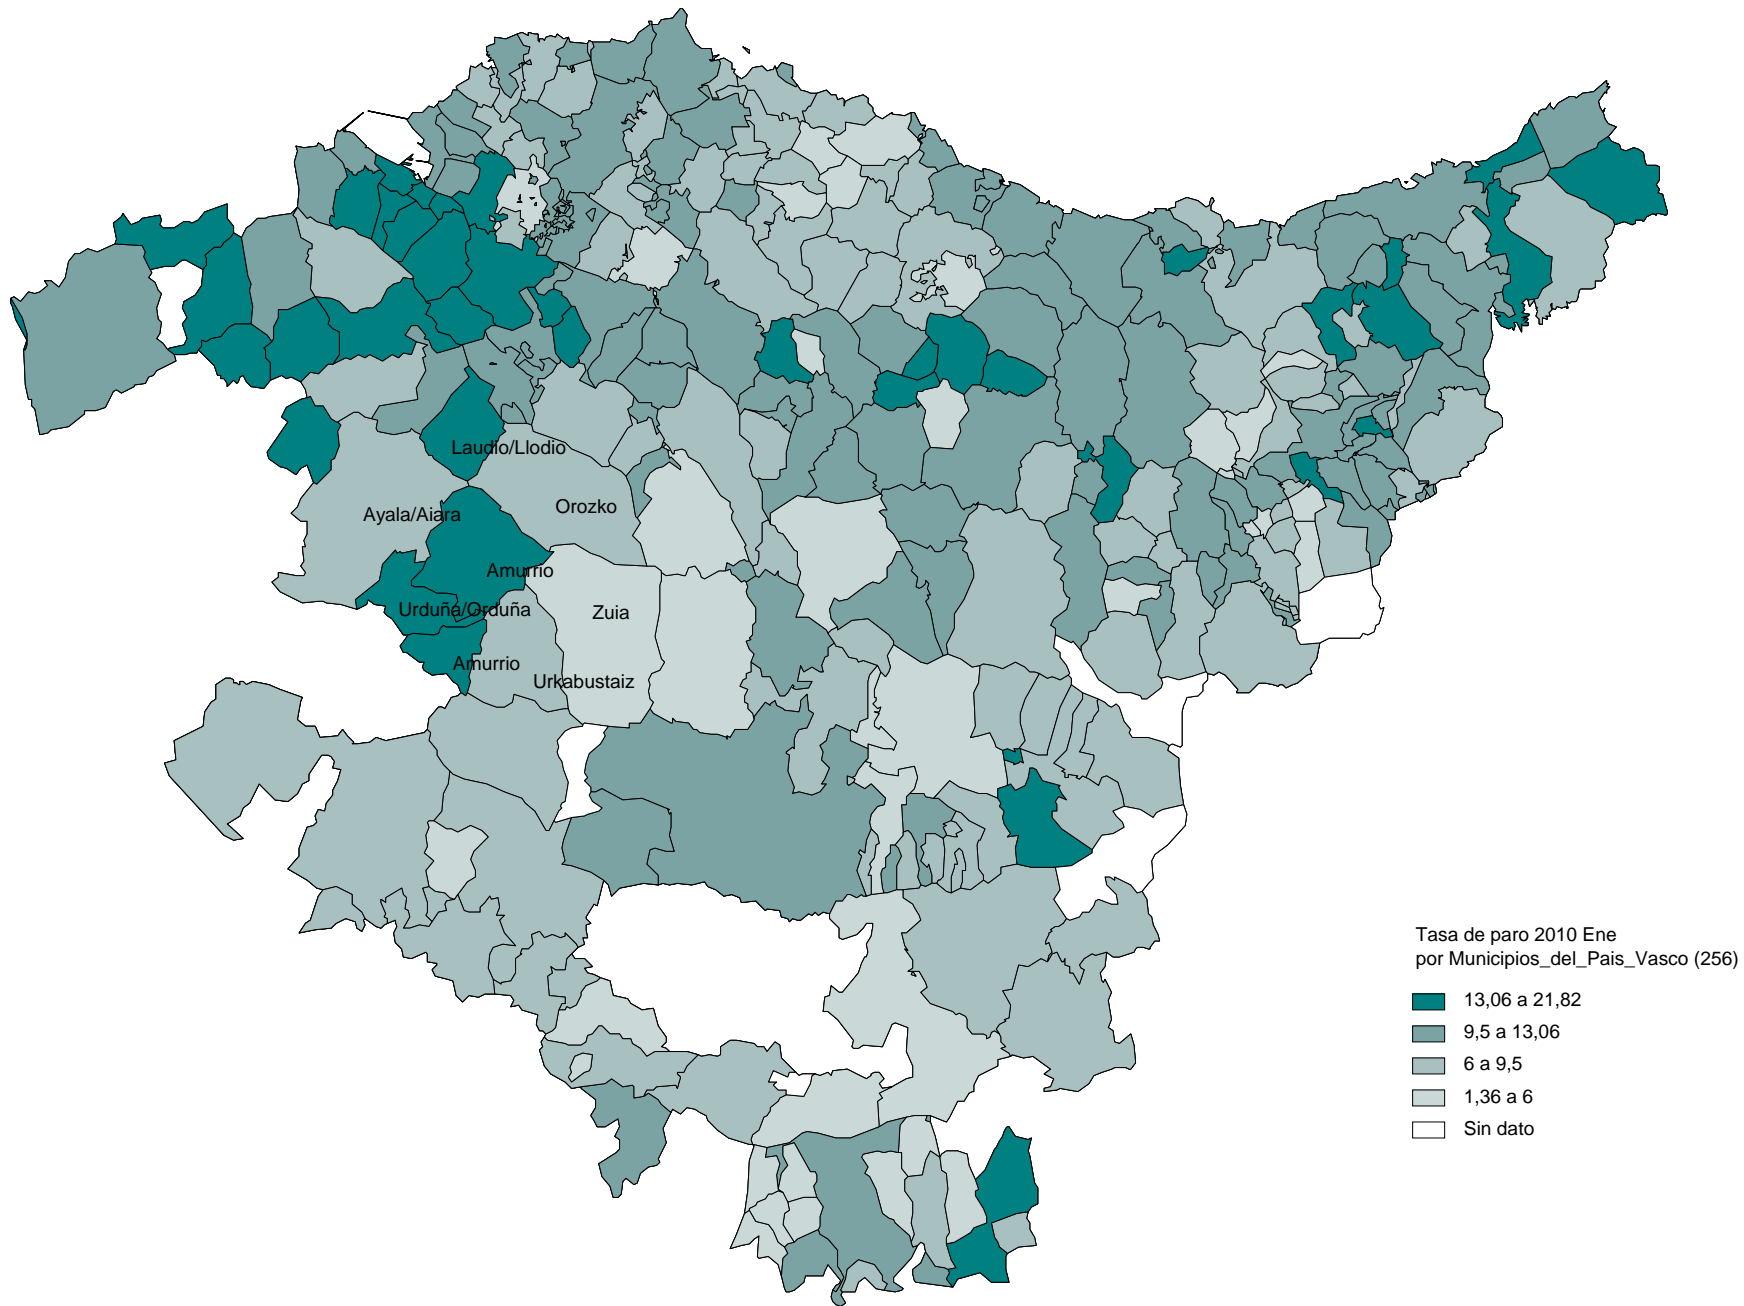 Laudio/Llodio
Orozko
Ayala/Aiara
Amurrio
Urduña/Orduña
Zuia
Amurrio
Urkabustaiz
Tasa de paro 2010 Ene
por Municipios_del_Pais_Vasco (256)
13,06 a 21,82
9,5 a 13,06
6 a 9,5
1,36 a 6
Sin dato